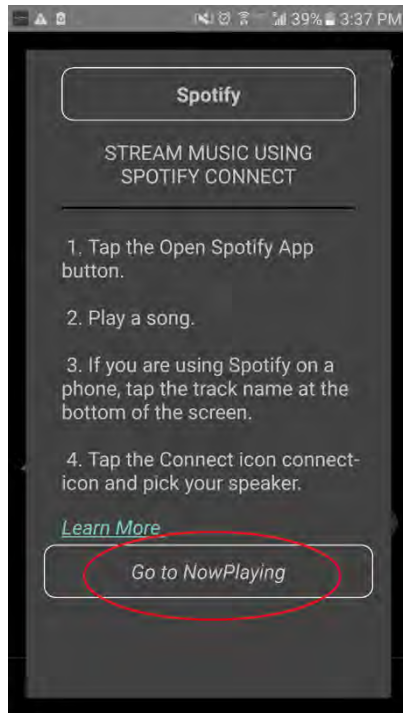 39% 3:37 PM
Spotify
STREAM MUSIC USING
SPOTIFY CONNECT
1. Tap the Open Spotify App
button.
2. Play a song.
3. If you are using Spotify on a
phone, tap the track name at the
bottom of the screen.
4. Tap the Connect icon connect-
icon and pick your speaker.
Learn More
Go to NowPlaying